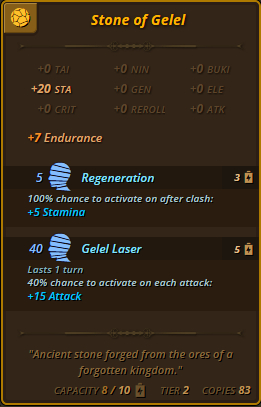 Stone of Gelel
+0 TAI +0 NIN +0 BUKI
+20 STA +0 GEN +0 ELE
+0 CRIT +0 REROLL +0 ATK
+7 Endurance
5 Regeneration 3
100% chance to activate on after clash:
+5 Stamina
40 Gelel Laser 5
Lasts 1 turn
40% chance to activate on each attack:
+15 Attack
"Ancient stone forged from the ores of a
forgotten kingdom."
CAPACITY 8 / 10 TIER 2 COPIES 83